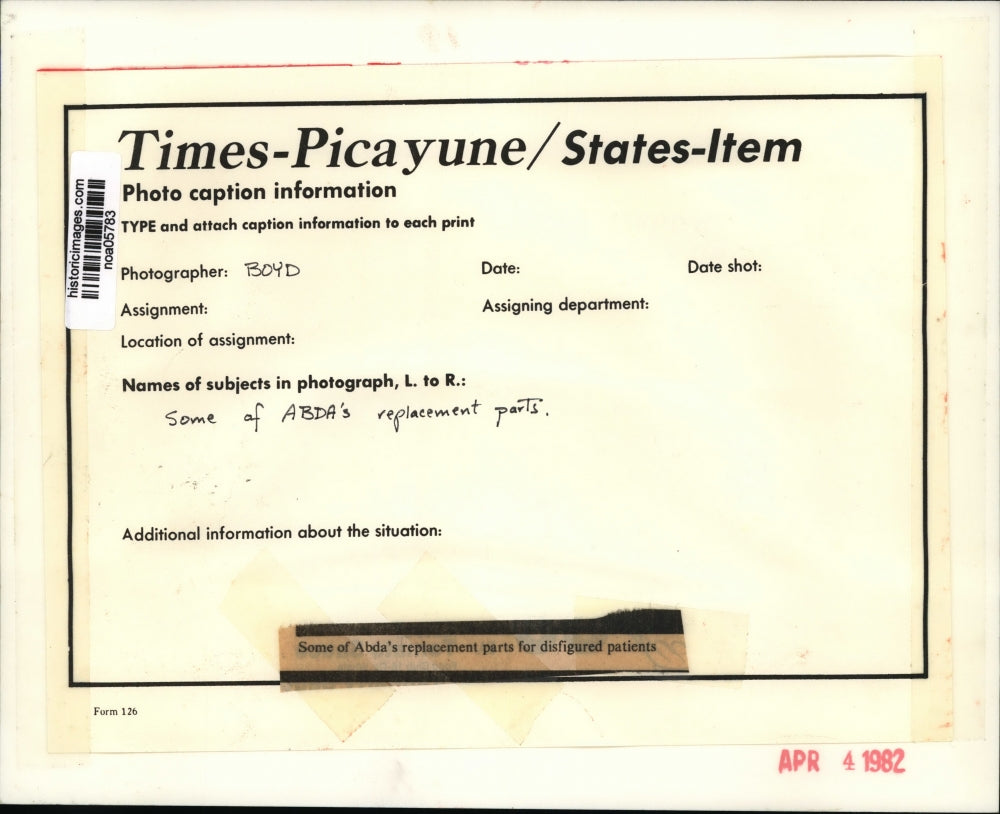 Times-Picayune/States-Item
Photo caption information
TYPE and attach caption information to each print
historicimages.com
noa05783
Photographer: BOYD Date: Date shot:
Assignment: Assigning department:
Location of assignment:
Names of subjects in photograph, L. to R.:
Some of ABDA's replacement parts.
Additional information about the situation:
Some of Abda's replacement parts for disfigured patients
Form 126
APR 4 1982